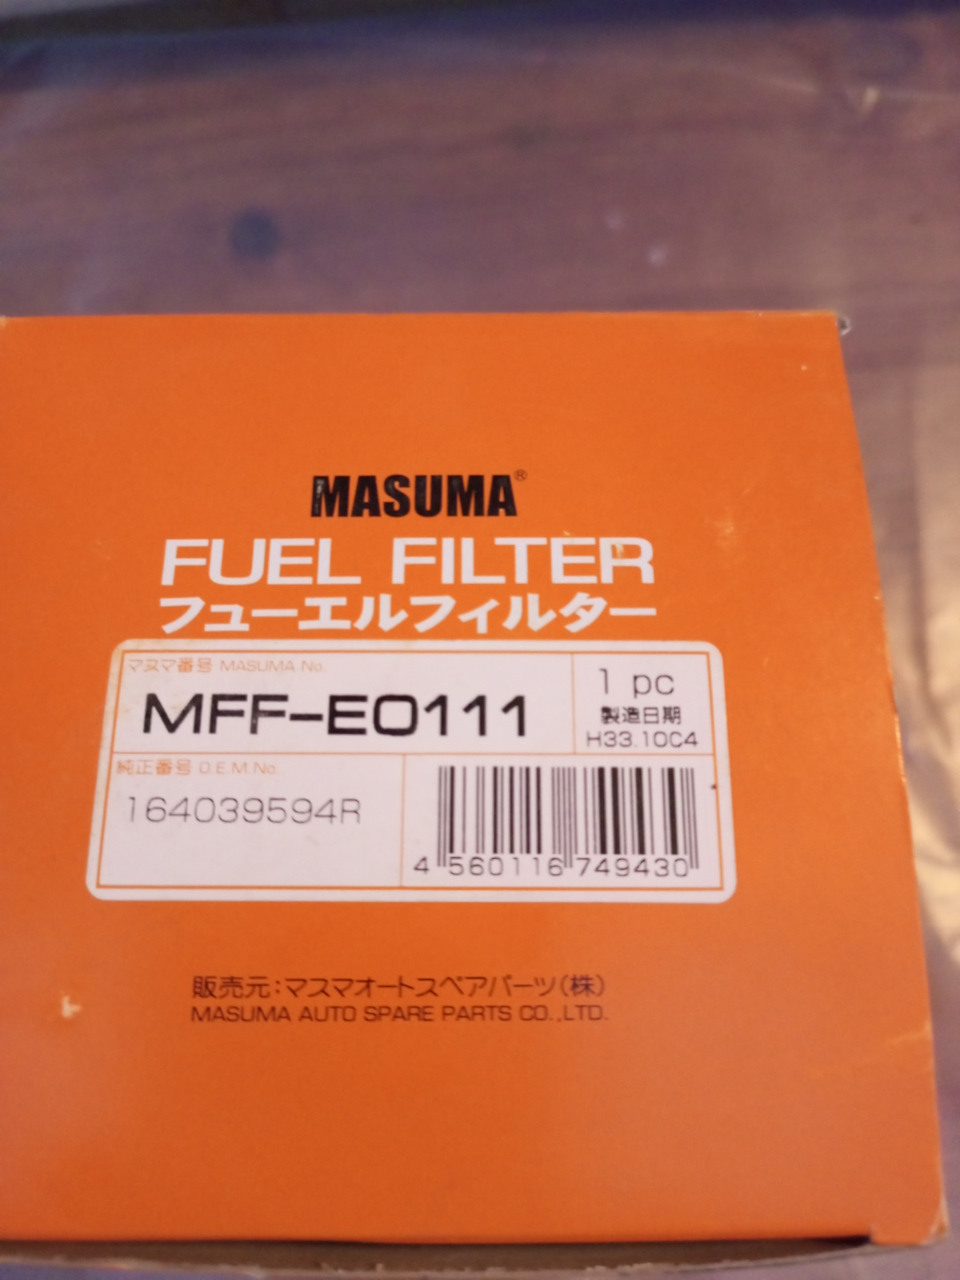 MASUMA®
FUEL FILTER
フューエルフィルター
マスマ番号 MASUMA No.
MFF-E0111
1 pc
製造日期
H33.10C4
純正番号 O.E.M.No.
164039594R
4 560116 749430
販売元:マスマオートスペアパーツ(株)
MASUMA AUTO SPARE PARTS CO.,LTD.